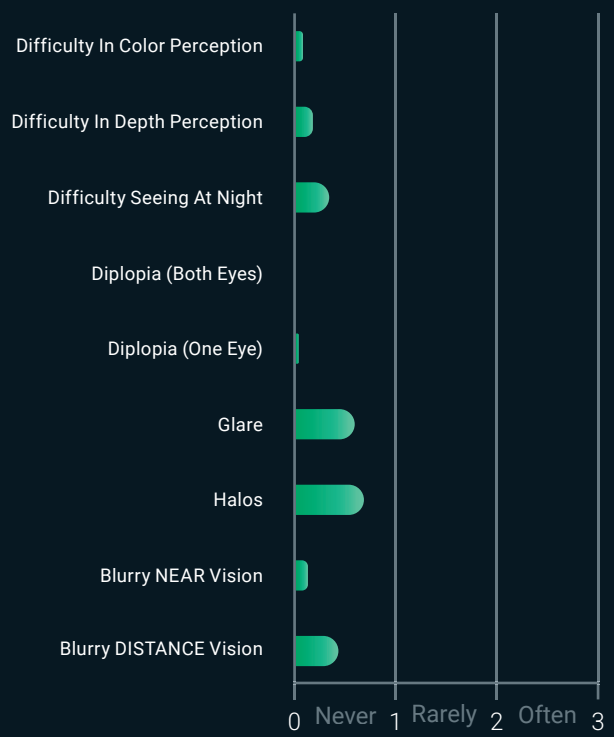 Difficulty In Color Perception
Difficulty In Depth Perception
Difficulty Seeing At Night
Diplopia (Both Eyes)
Diplopia (One Eye)
Glare
Halos
Blurry NEAR Vision
Blurry DISTANCE Vision
0 Never 1 Rarely 2 Often 3